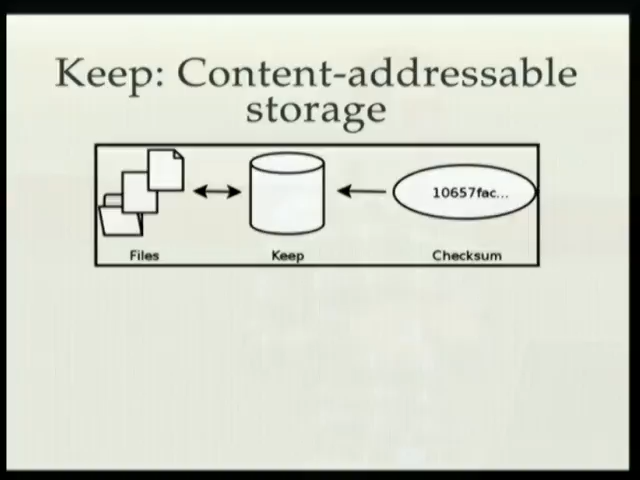 Keep: Content-addressable
storage
10657fac...
Files
Keep
Checksum